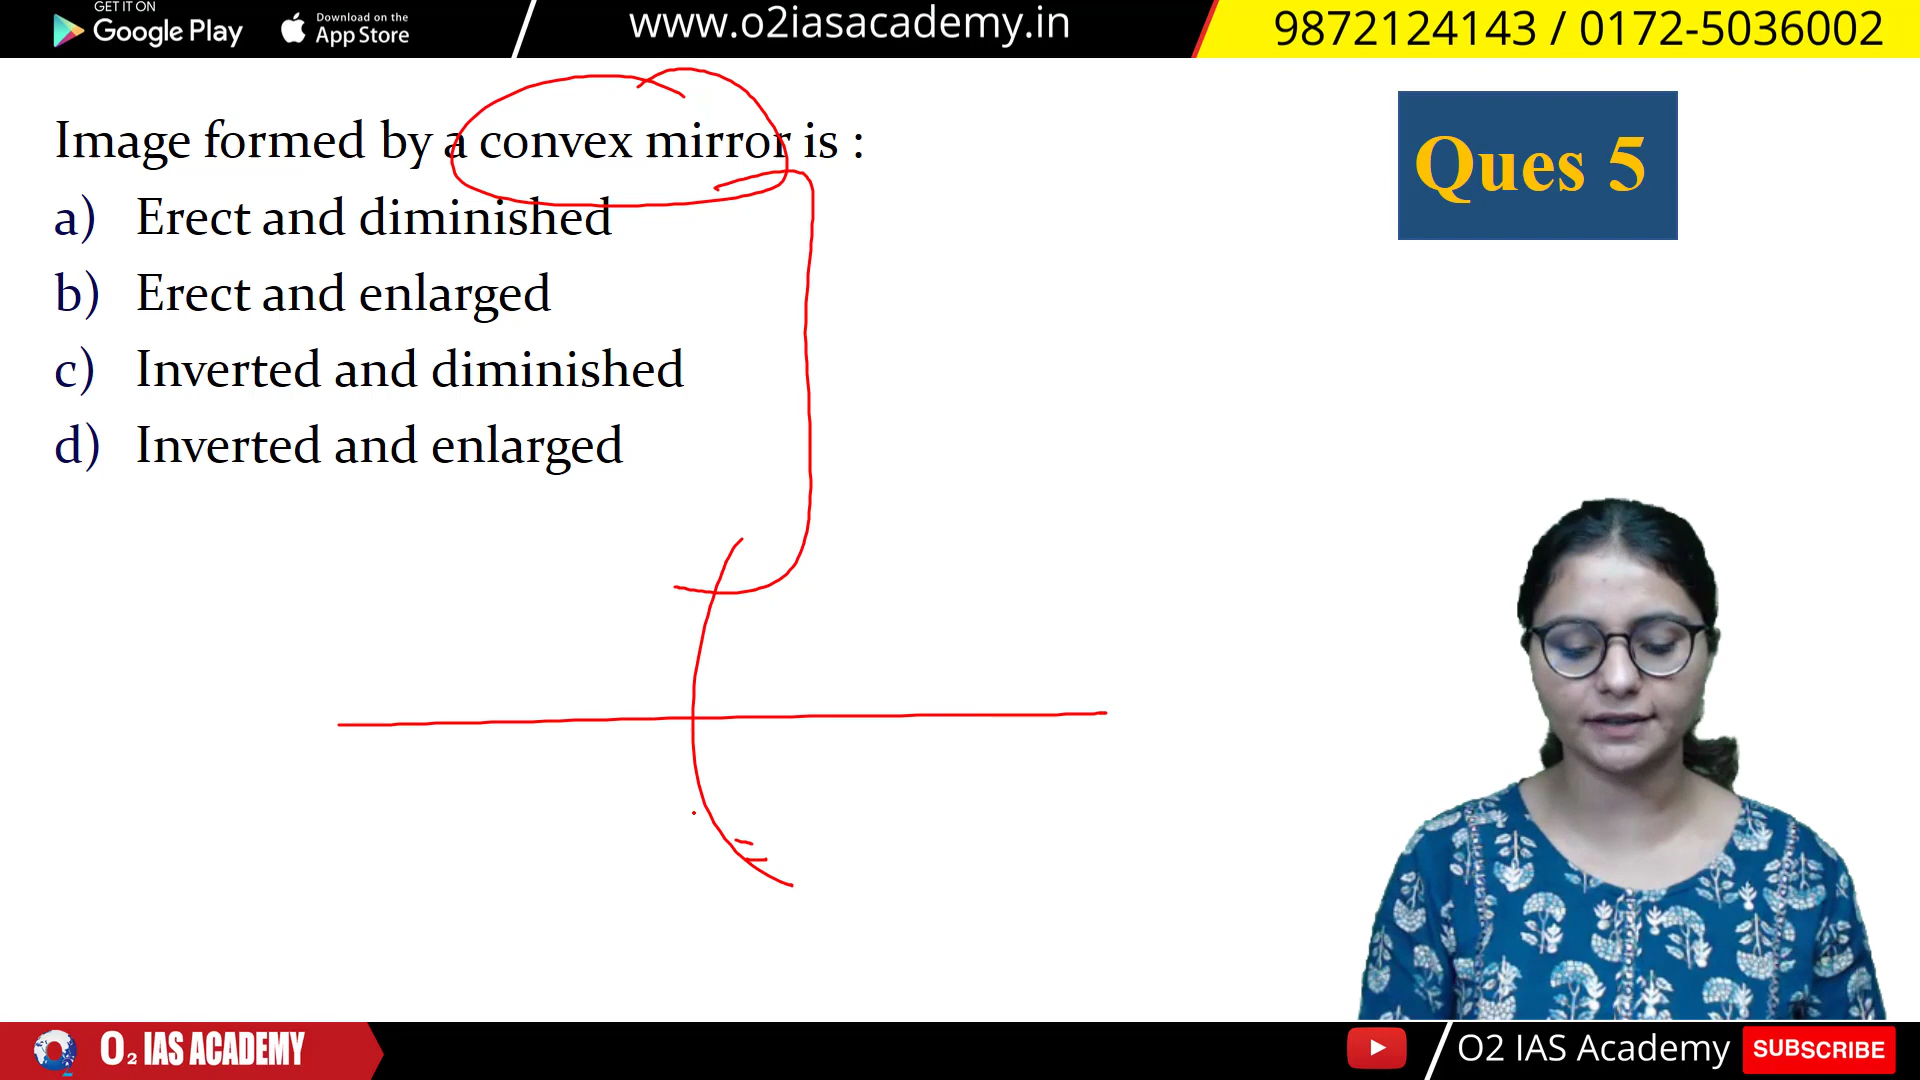 GET IT ON
Google Play
Download on the
App Store
www.o2iasacademy.in
9872124143 / 0172-5036002
Image formed by a convex mirror is :
a) Erect and diminished
b) Erect and enlarged
c) Inverted and diminished
d) Inverted and enlarged
Ques 5
O2 IAS ACADEMY
O2 IAS Academy
SUBSCRIBE